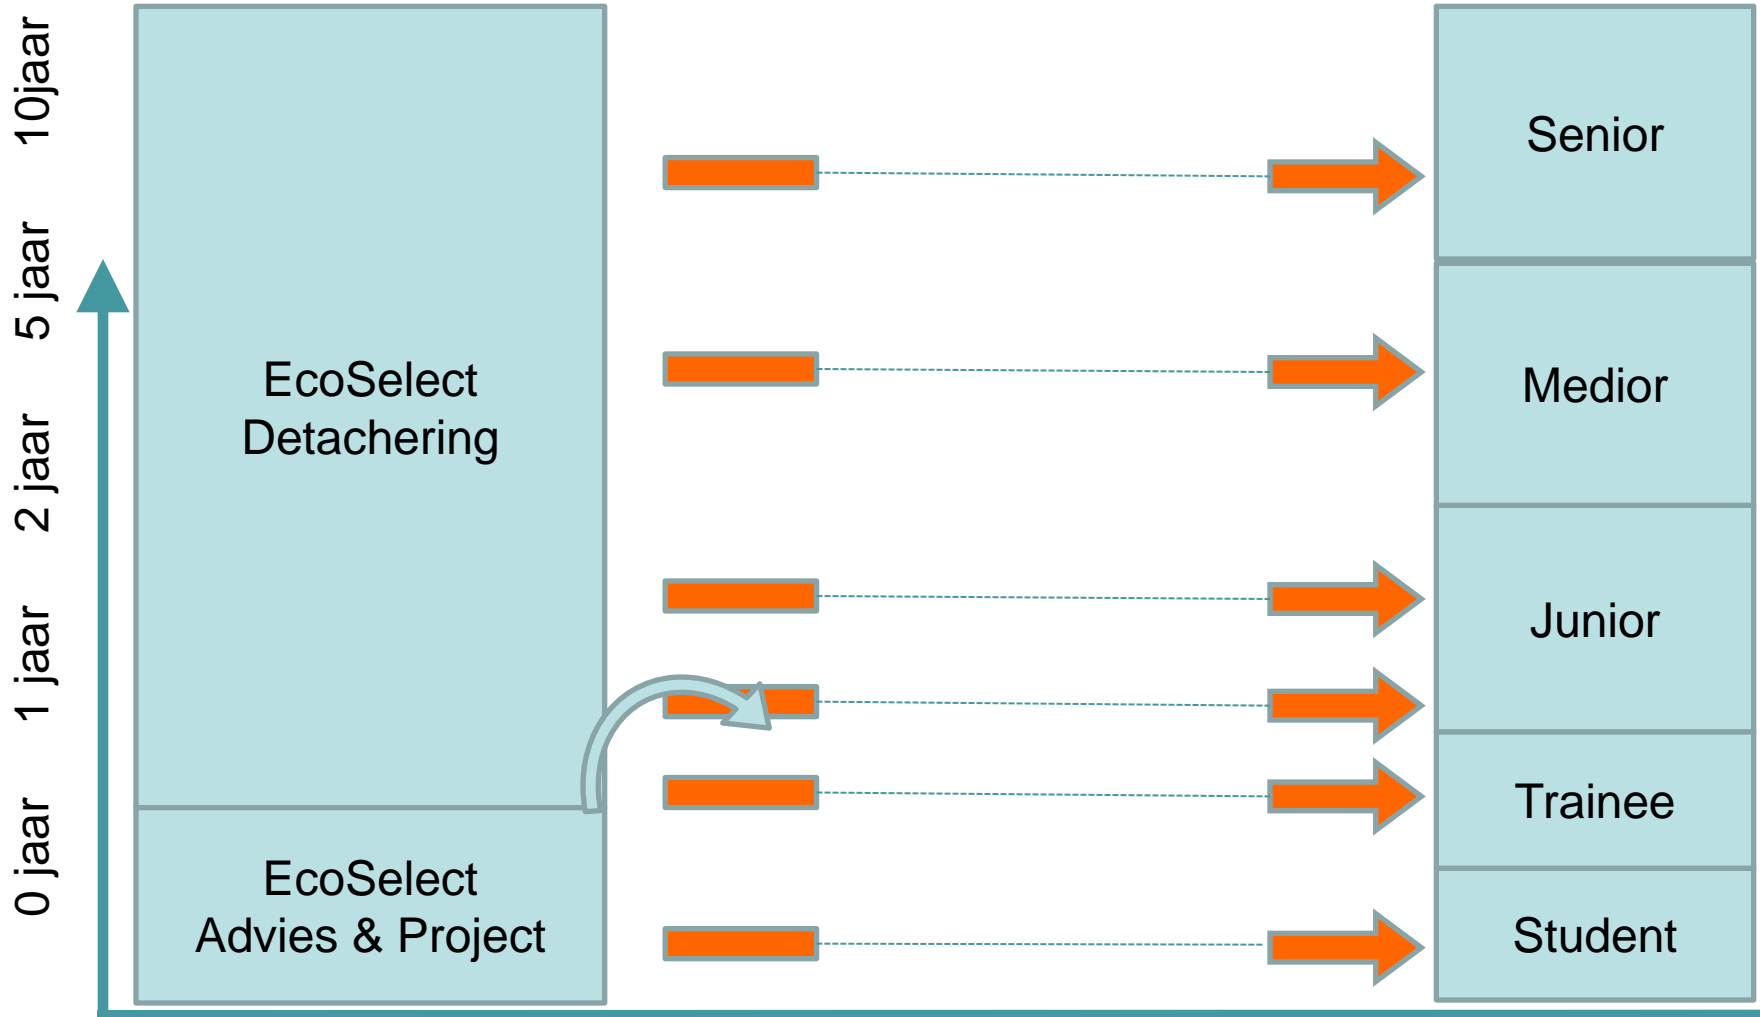 10jaar
5 jaar
2 jaar
1 jaar
0 jaar
EcoSelect
Detachering
EcoSelect
Advies & Project
Senior
Medior
Junior
Trainee
Student